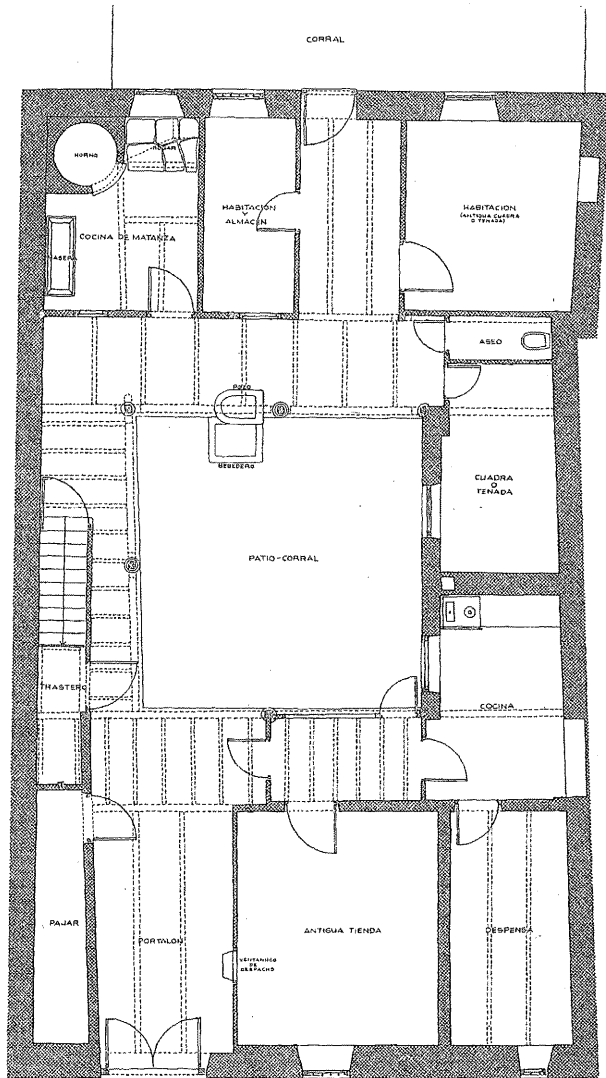 CORRAL
HORNO
HOGAR
COCINA DE MATANZA
HABITACION
Y
ALMACEN
HABITACION
(ANTIGUA CUADRA
O TENADA)
ASEO
POZO
BEBEDERO
CUADRA
O
TENADA
PATIO-CORRAL
TRASTERO
COCINA
PAJAR
PORTALON
VENTANICO
DE
DESPACHO
ANTIGUA TIENDA
DESPENSA